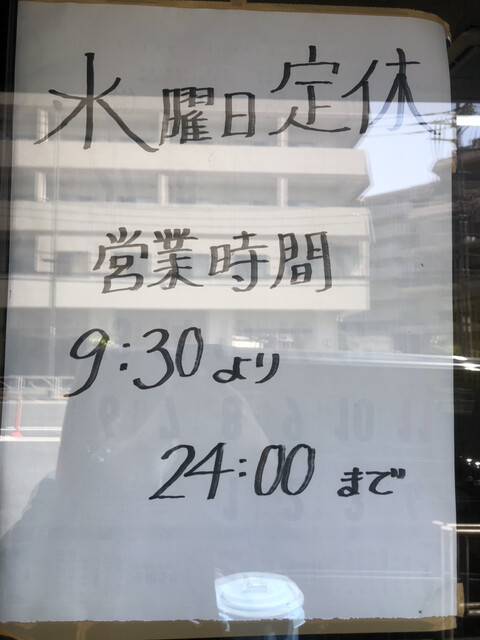 水曜日定休
営業時間
9:30より
24:00まで